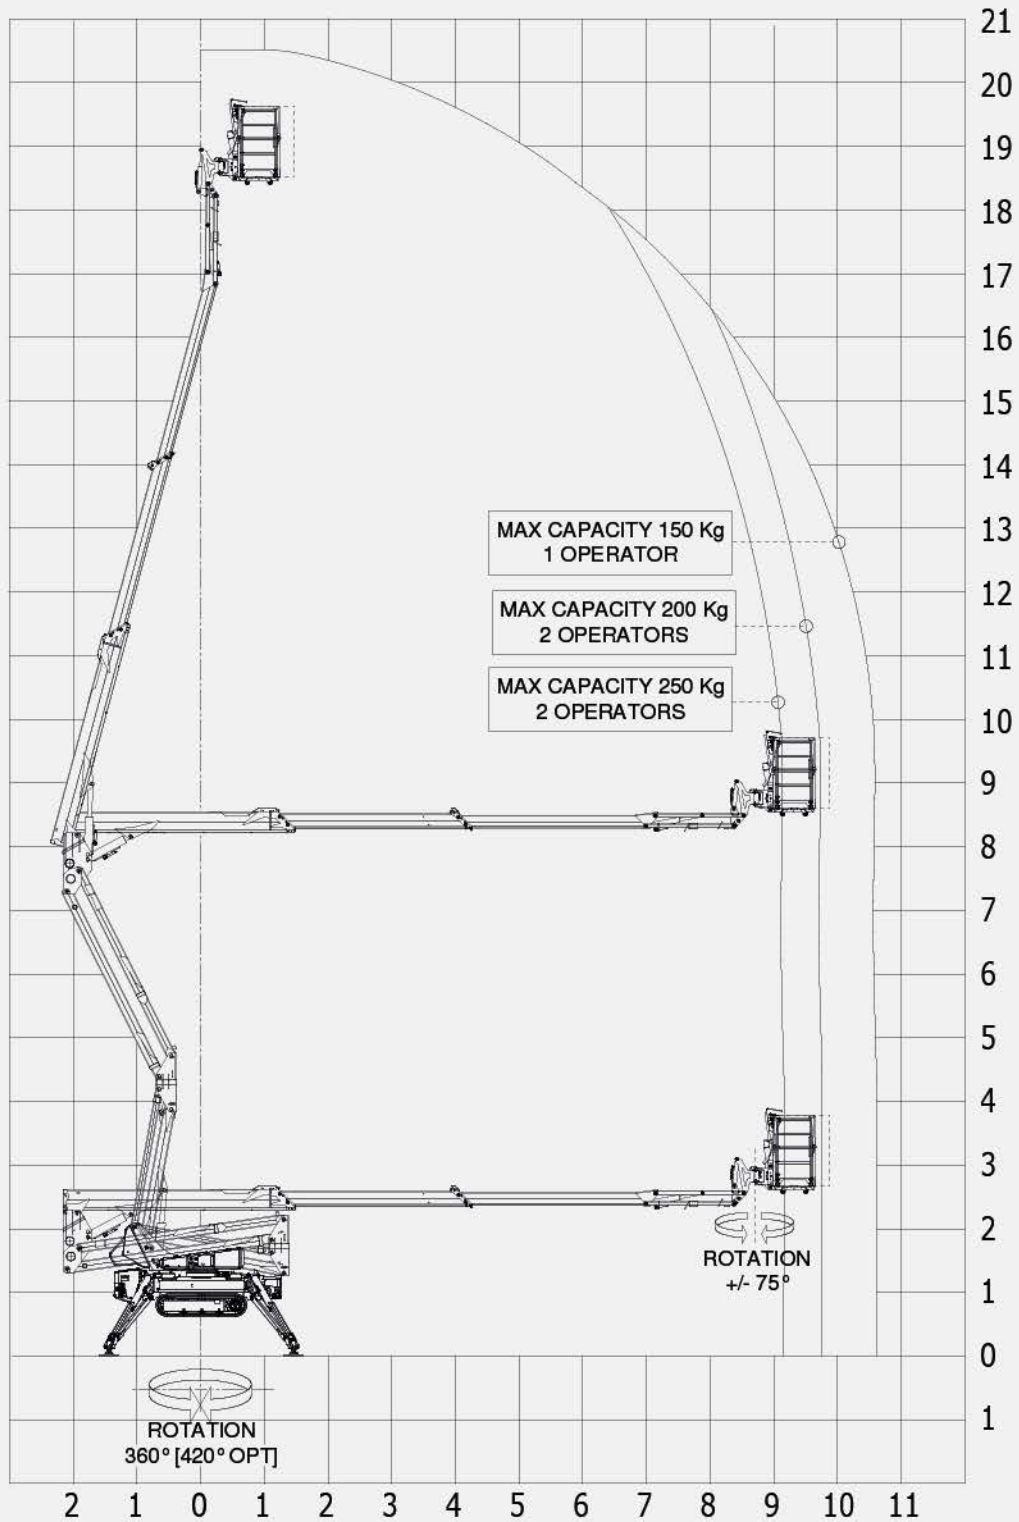 21
20
19
18
17
16
15
14
13
MAX CAPACITY 150 Kg
1 OPERATOR
12
MAX CAPACITY 200 Kg
2 OPERATORS
11
MAX CAPACITY 250 Kg
2 OPERATORS
10
9
8
7
6
5
4
3
2
ROTATION
+/- 75°
1
0
1
ROTATION
360° [420° OPT]
2 1 0 1 2 3 4 5 6 7 8 9 10 11